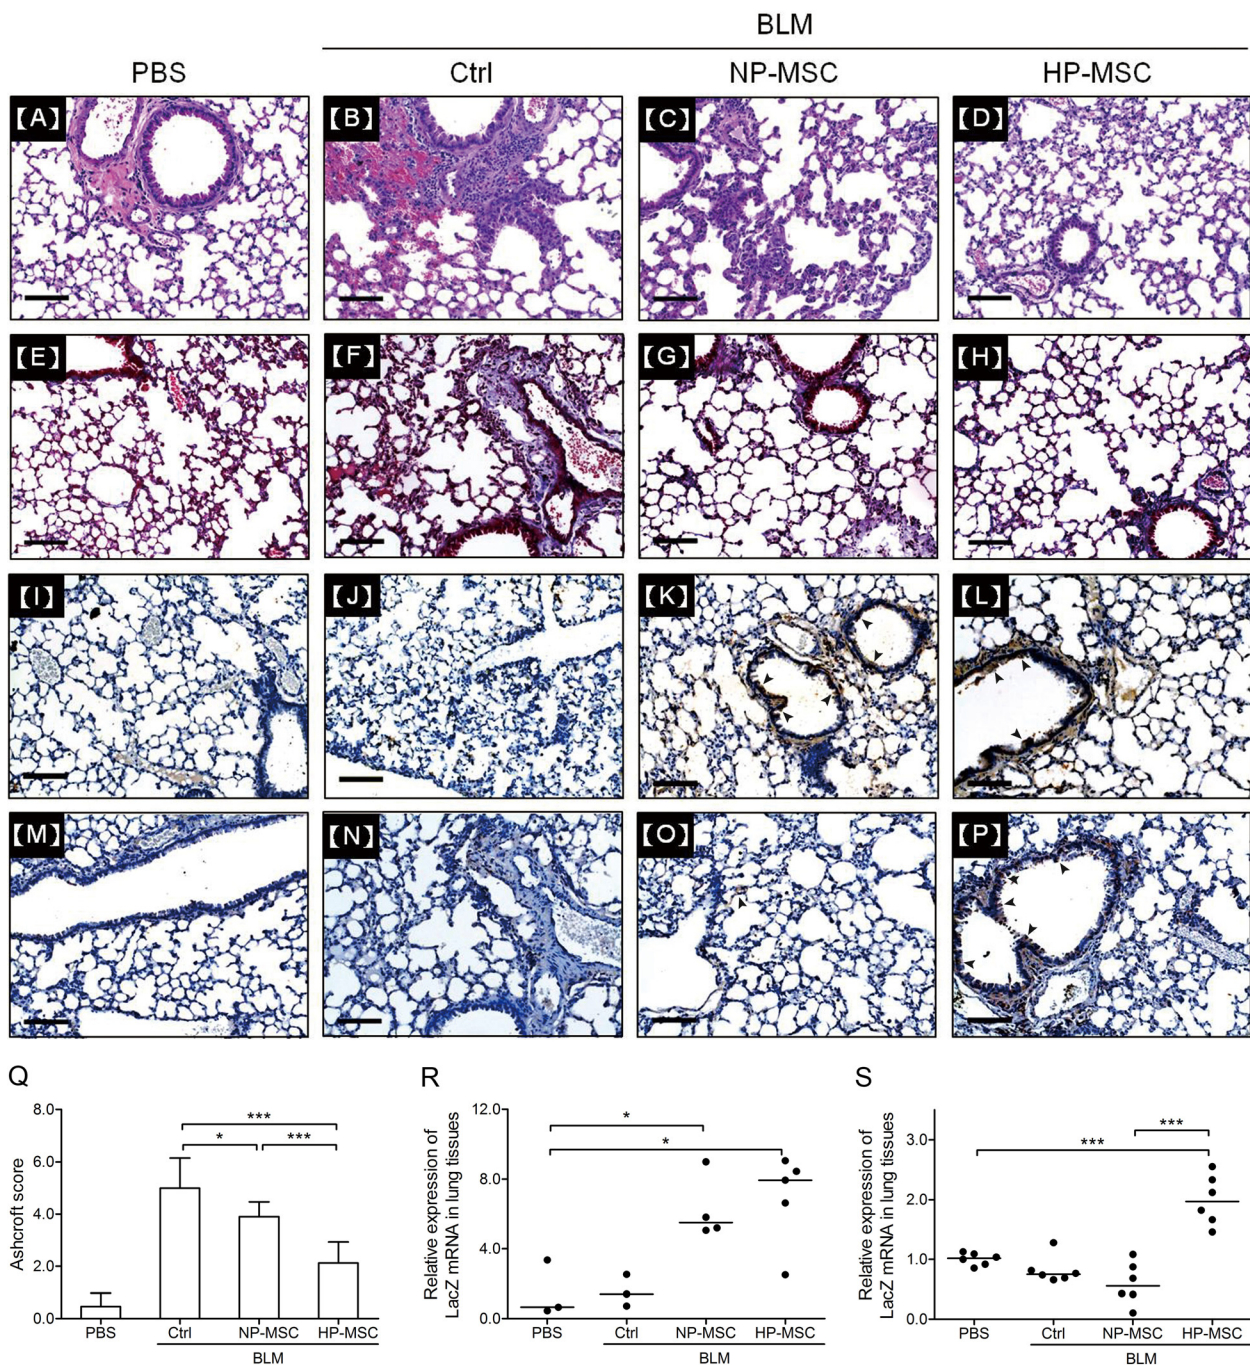 BLM
PBS Ctrl NP-MSC HP-MSC
【A】 【B】 【C】 【D】
【E】 【F】 【G】 【H】
【I】 【J】 【K】 【L】
【M】 【N】 【O】 【P】
Q
Ashcroft score
8.0
6.0
4.0
2.0
0.0
***
* ***
PBS Ctrl NP-MSC HP-MSC
BLM
R
Relative expression of
LacZ mRNA in lung tissues
12.0
8.0
4.0
0.0
*
*
PBS Ctrl NP-MSC HP-MSC
BLM
S
Relative expression of
LacZ mRNA in lung tissues
3.0
2.0
1.0
0.0
***
***
PBS Ctrl NP-MSC HP-MSC
BLM